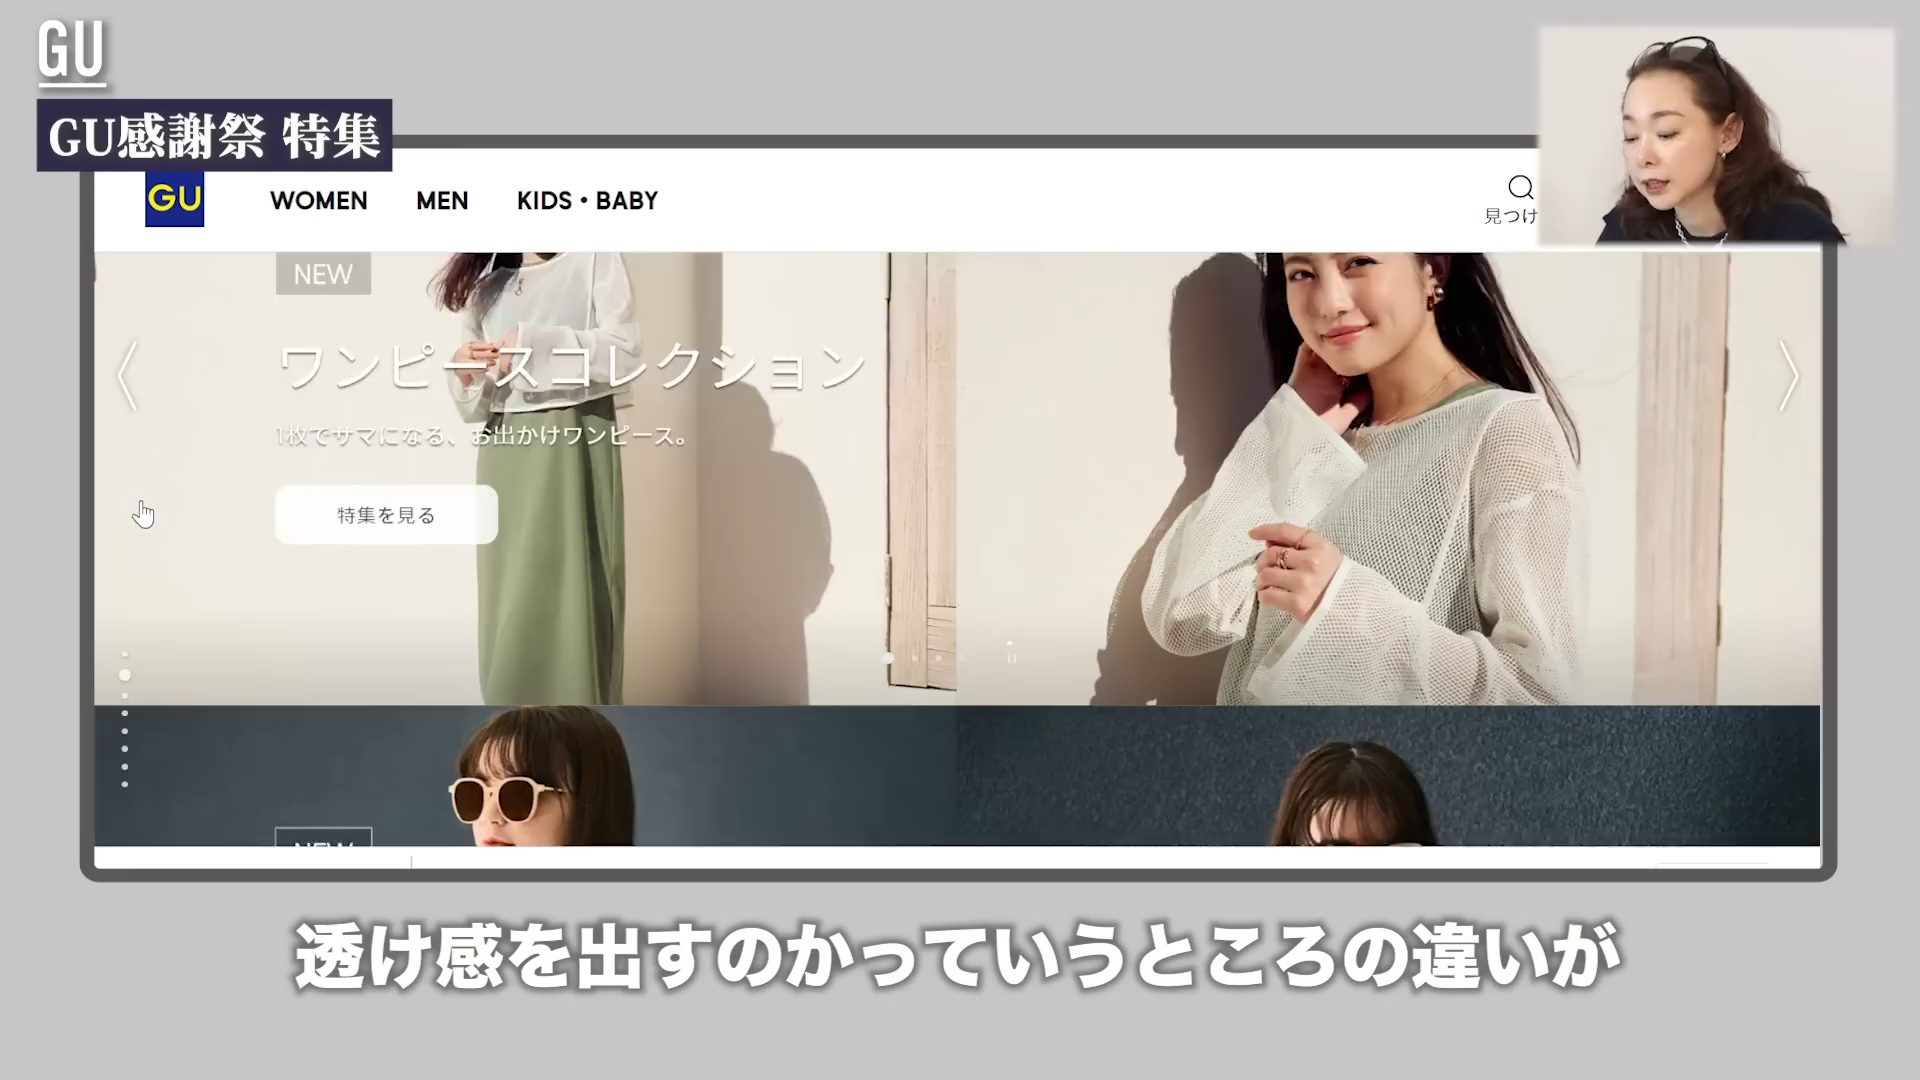 GU
GU感謝祭 特集
GU
WOMEN
MEN
KIDS・BABY
見つけ
NEW
ワンピースコレクション
1枚でサマになる、お出かけワンピース。
特集を見る
NEW
透け感を出すのかっていうところの違いが